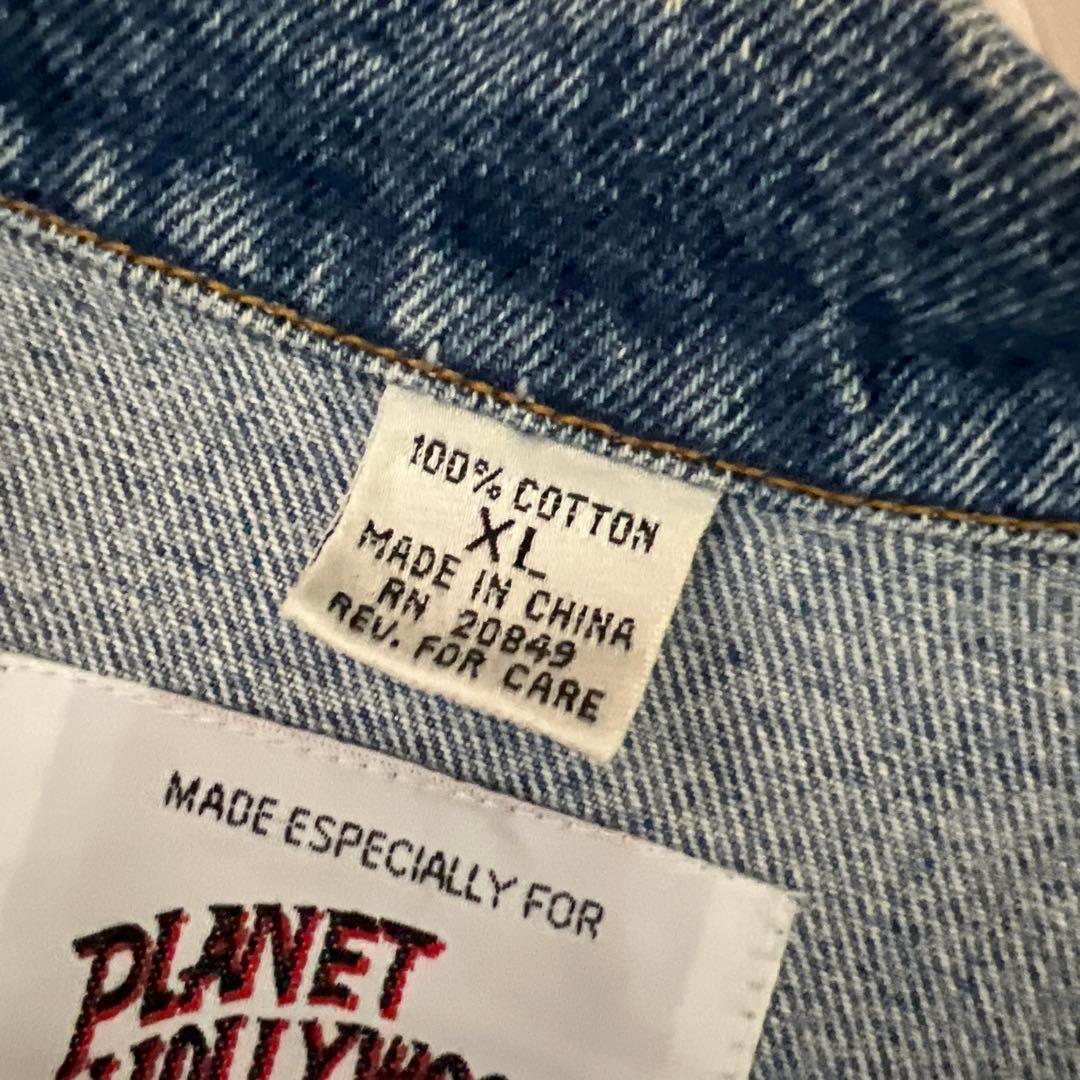 100% COTTON
XL
MADE IN CHINA
RN 20849
REV. FOR CARE
MADE ESPECIALLY FOR
PLANET